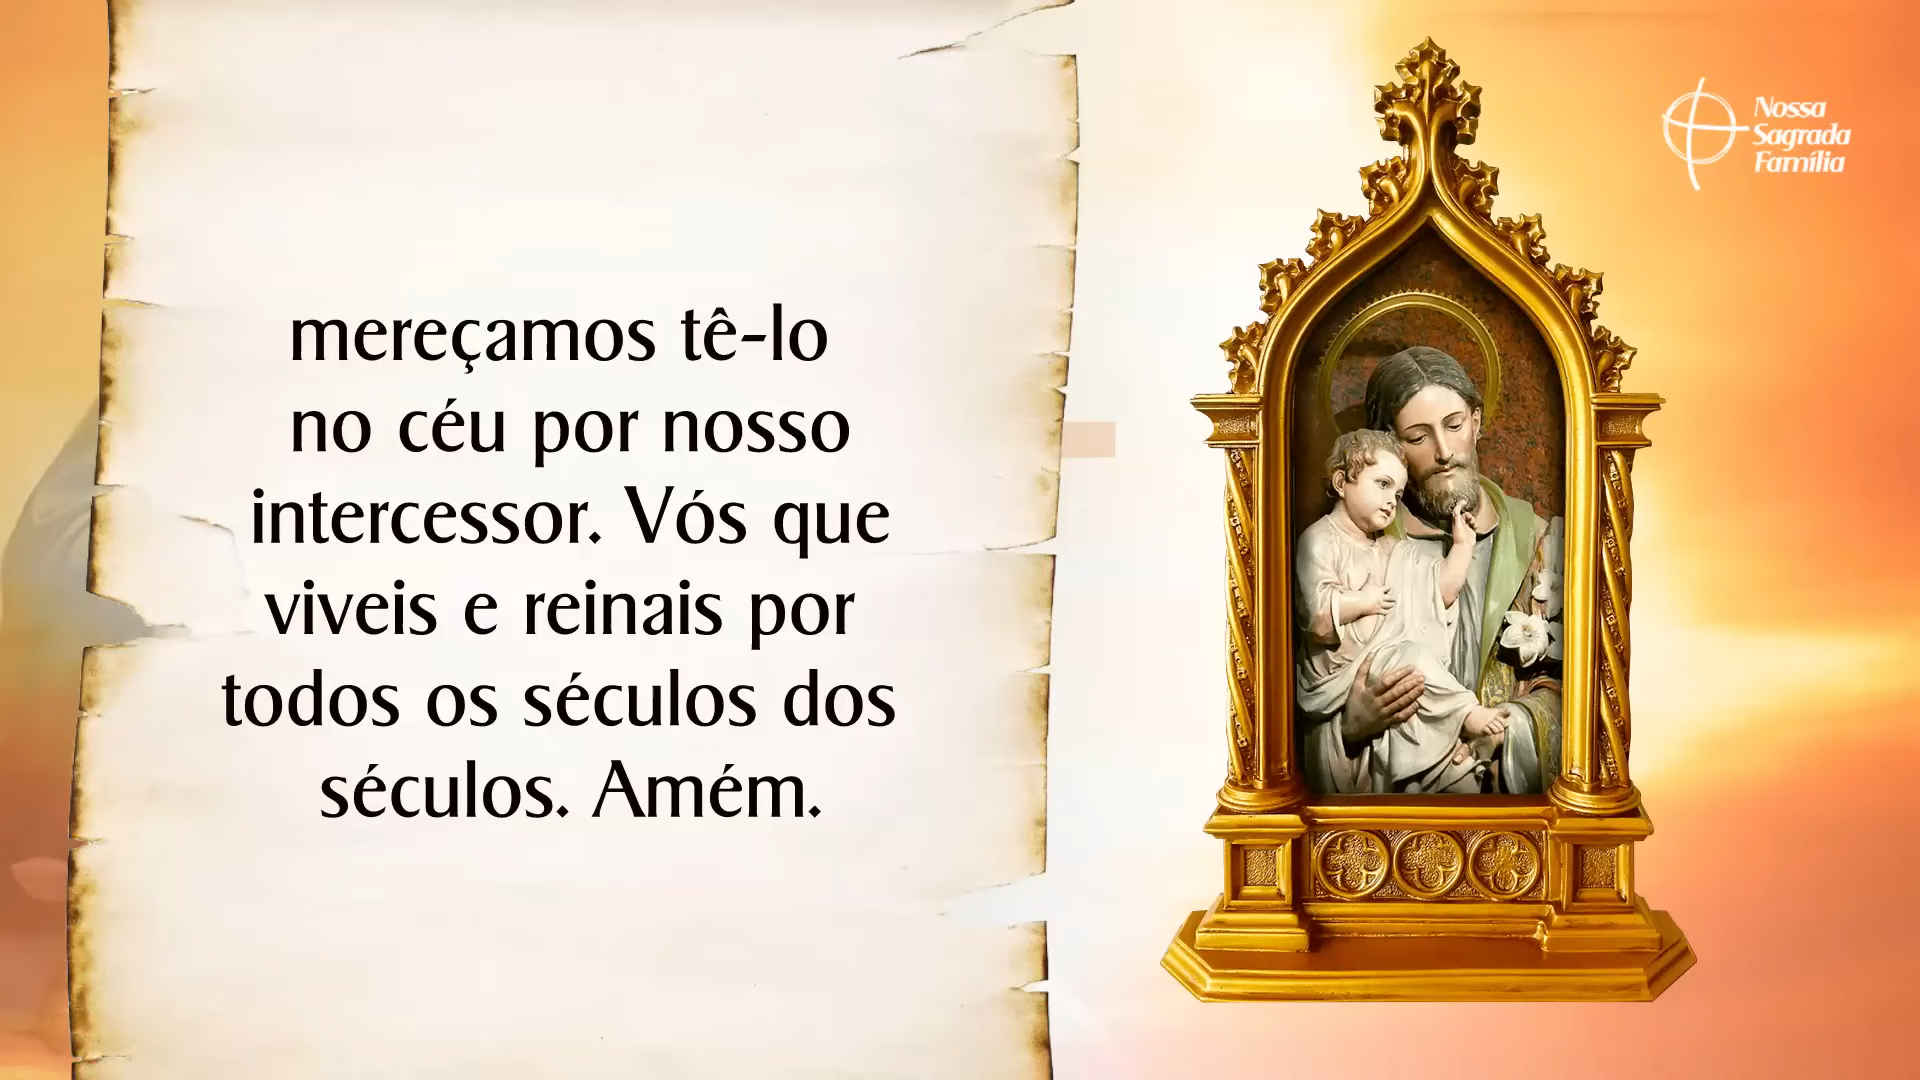 mereçamos tê-lo
no céu por nosso
intercessor. Vós que
viveis e reinais por
todos os séculos dos
séculos. Amém.
Nossa
Sagrada
Família